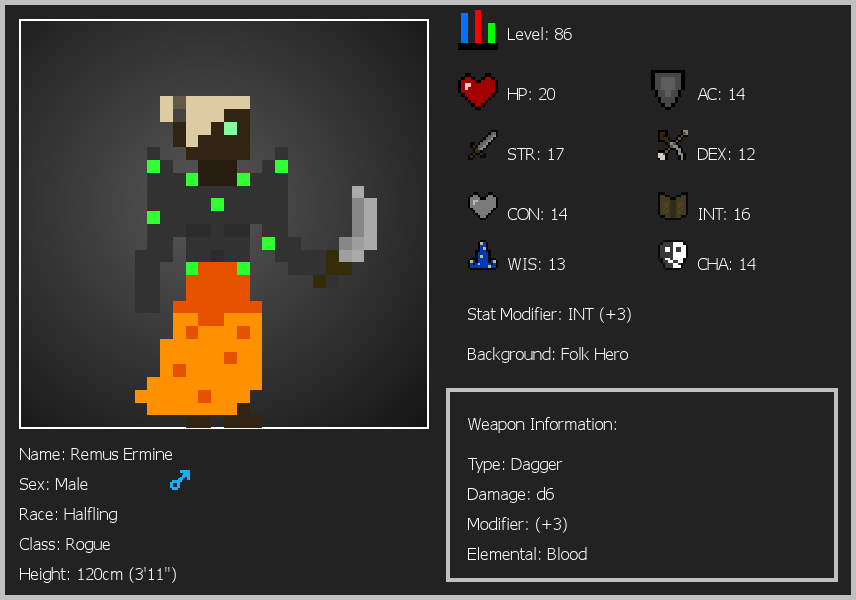 Level: 86
HP: 20
AC: 14
STR: 17
DEX: 12
CON: 14
INT: 16
WIS: 13
CHA: 14
Stat Modifier: INT (+3)
Background: Folk Hero
Weapon Information:
Type: Dagger
Damage: d6
Modifier: (+3)
Elemental: Blood
Name: Remus Ermine
Sex: Male
Race: Halfling
Class: Rogue
Height: 120cm (3'11")